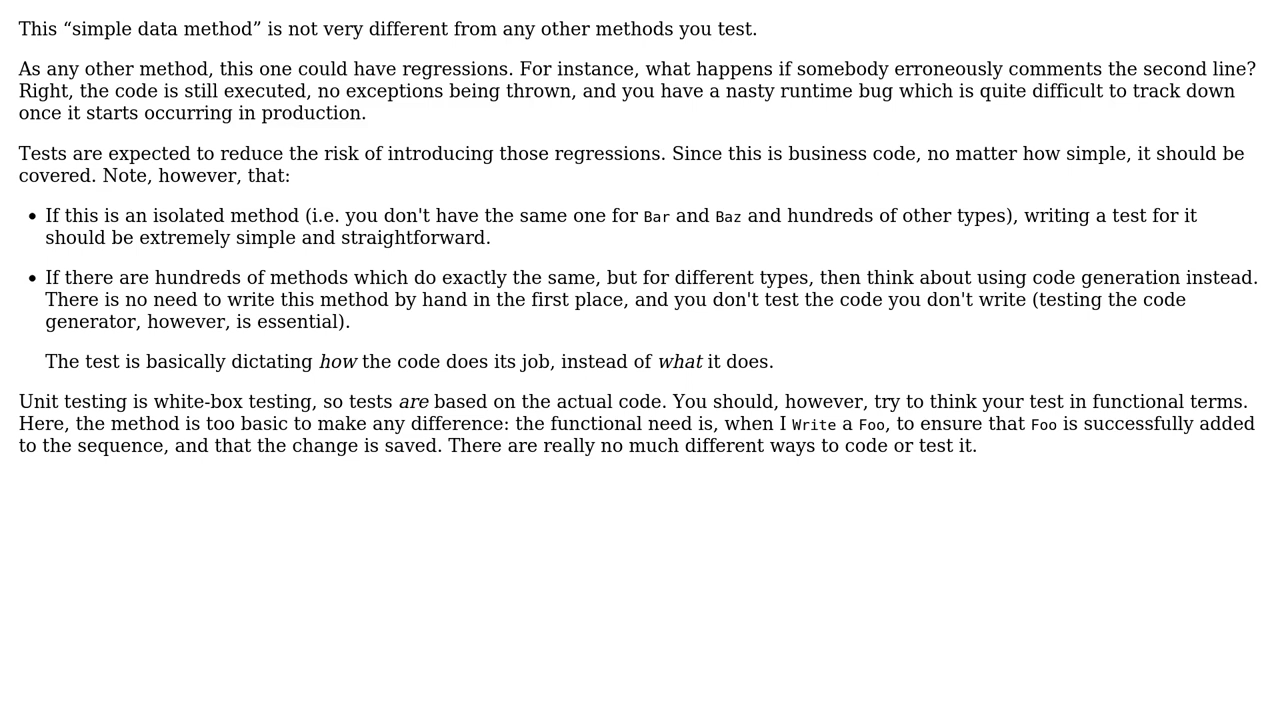 This “simple data method” is not very different from any other methods you test.
As any other method, this one could have regressions. For instance, what happens if somebody erroneously comments the second line?
Right, the code is still executed, no exceptions being thrown, and you have a nasty runtime bug which is quite difficult to track down
once it starts occurring in production.
Tests are expected to reduce the risk of introducing those regressions. Since this is business code, no matter how simple, it should be
covered. Note, however, that:
• If this is an isolated method (i.e. you don't have the same one for Bar and Baz and hundreds of other types), writing a test for it
should be extremely simple and straightforward.
• If there are hundreds of methods which do exactly the same, but for different types, then think about using code generation instead.
There is no need to write this method by hand in the first place, and you don't test the code you don't write (testing the code
generator, however, is essential).
The test is basically dictating how the code does its job, instead of what it does.
Unit testing is white-box testing, so tests are based on the actual code. You should, however, try to think your test in functional terms.
Here, the method is too basic to make any difference: the functional need is, when I Write a Foo, to ensure that Foo is successfully added
to the sequence, and that the change is saved. There are really no much different ways to code or test it.